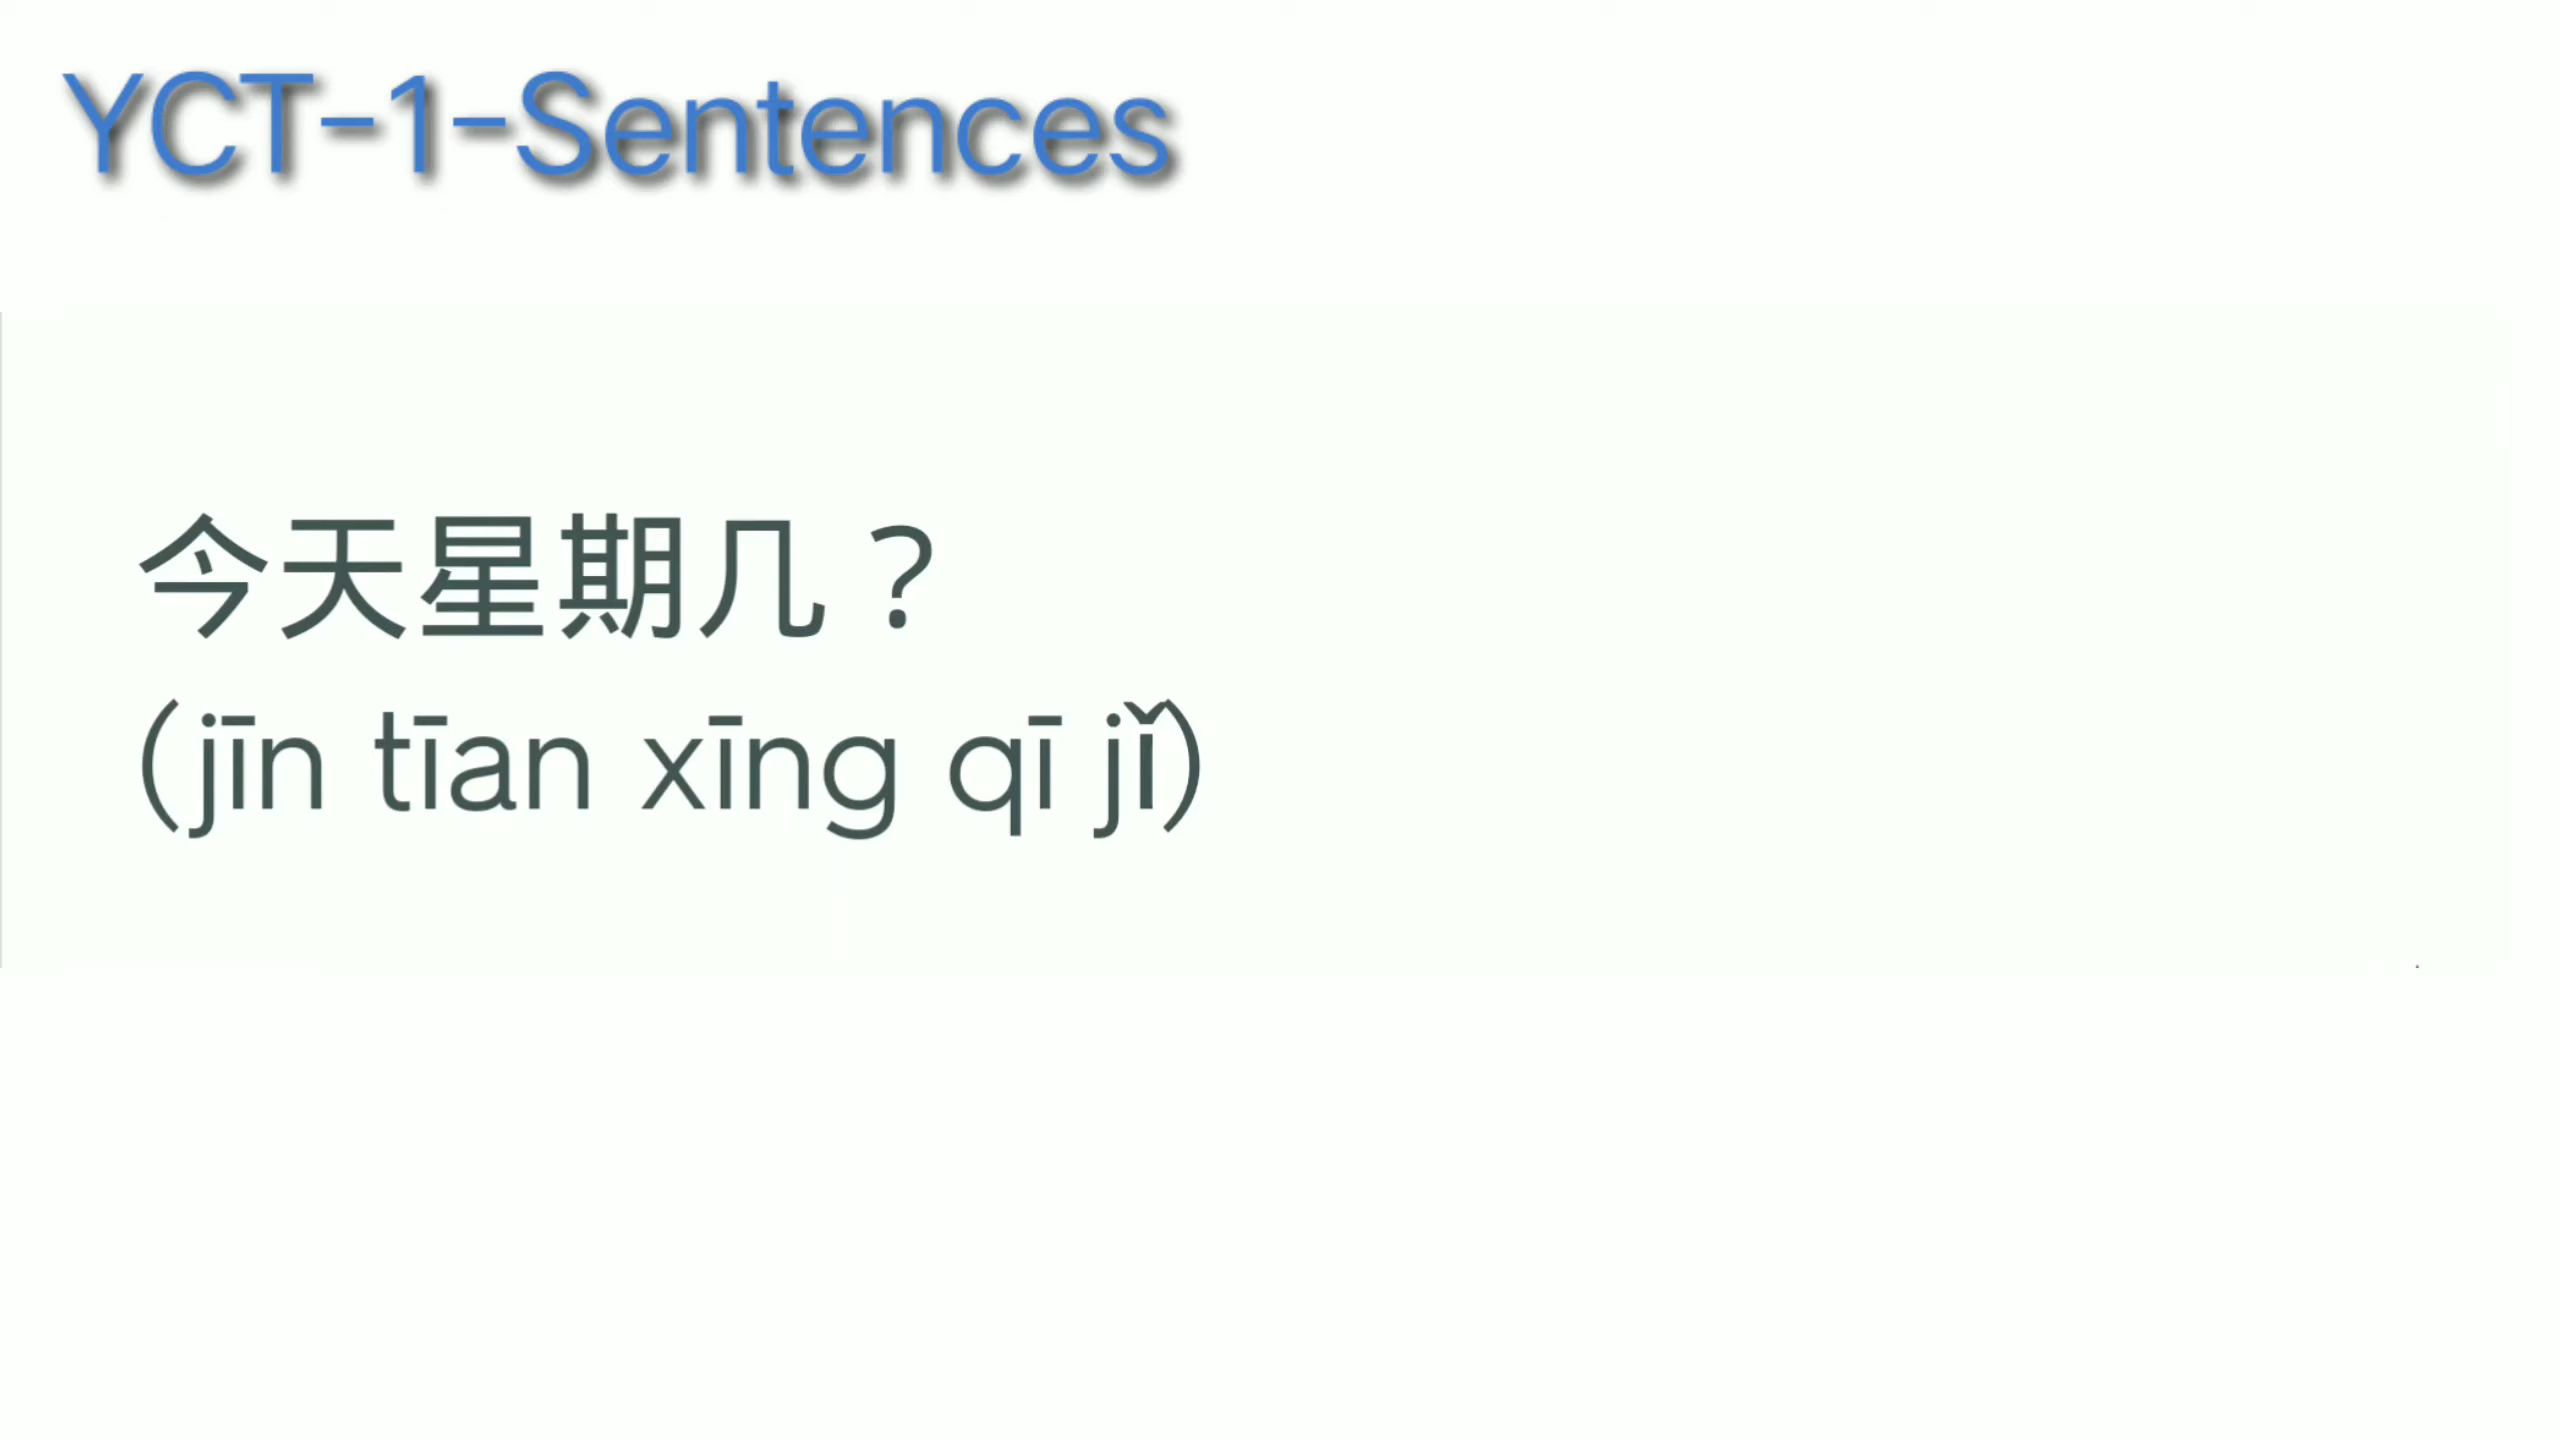 YCT-1-Sentences
今天星期几？
(jīn tīan xīng qī jǐ)